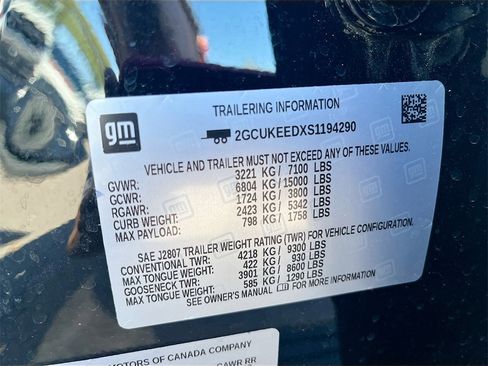 gm
TRAILERING INFORMATION
2GCUKEEDXS1194290
VEHICLE AND TRAILER MUST NOT EXCEED ANY OF THESE VALUES.
GVWR: 3221 KG/ 7100 LBS
GCWR: 6804 KG/ 15000 LBS
RGAWR: 1724 KG/ 3800 LBS
CURB WEIGHT: 2423 KG/ 5342 LBS
MAX PAYLOAD: 798 KG/ 1758 LBS
SAE J2807 TRAILER WEIGHT RATING (TWR) FOR VEHICLE CONFIGURATION.
CONVENTIONAL TWR: 4218 KG/ 9300 LBS
MAX TONGUE WEIGHT: 422 KG/ 930 LBS
GOOSENECK TWR: 3901 KG/ 8600 LBS
MAX TONGUE WEIGHT: 585 KG/ 1290 LBS
SEE OWNER'S MANUAL gm FOR MORE INFORMATION
MOTORS OF CANADA COMPANY
GAWR RR